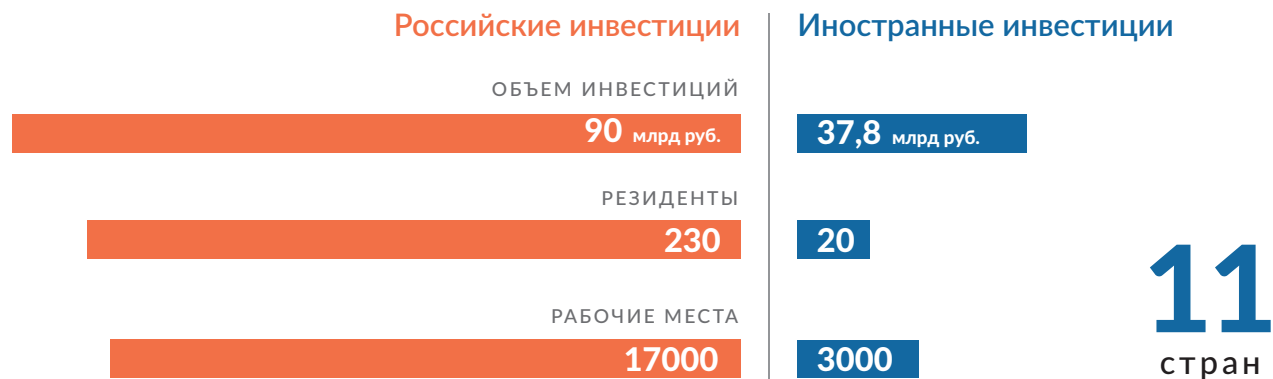 Российские инвестиции
Иностранные инвестиции
ОБЪЕМ ИНВЕСТИЦИЙ
90 млрд руб.
37,8 млрд руб.
РЕЗИДЕНТЫ
230
20
РАБОЧИЕ МЕСТА
17000
3000
11
стран